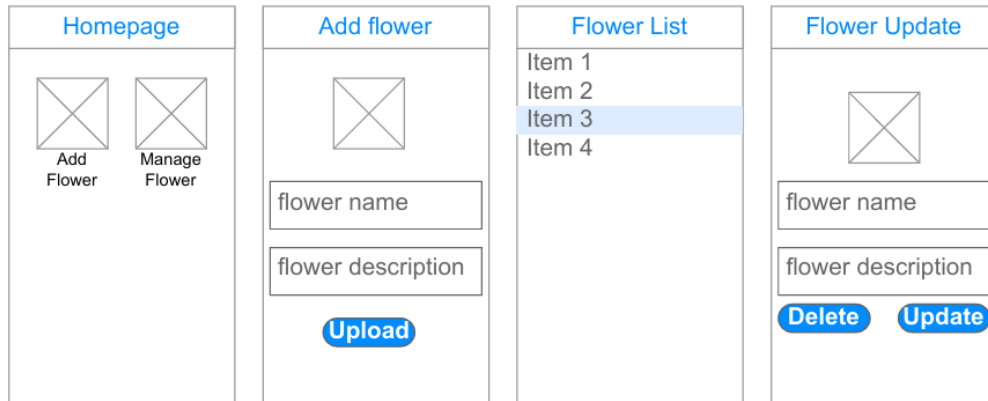 Homepage
Add
Flower
Manage
Flower
Add flower
flower name
flower description
Upload
Flower List
Item 1
Item 2
Item 3
Item 4
Flower Update
flower name
flower description
Delete
Update